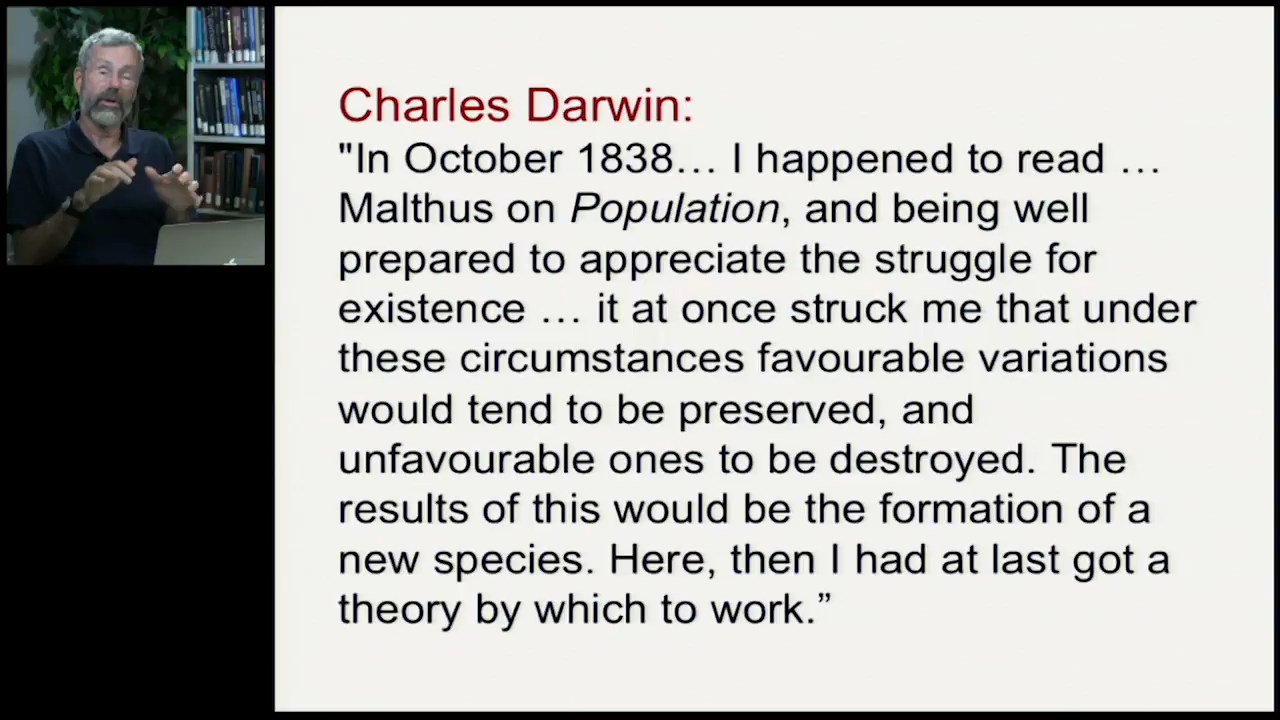 Charles Darwin:
"In October 1838… I happened to read …
Malthus on Population, and being well
prepared to appreciate the struggle for
existence … it at once struck me that under
these circumstances favourable variations
would tend to be preserved, and
unfavourable ones to be destroyed. The
results of this would be the formation of a
new species. Here, then I had at last got a
theory by which to work.”